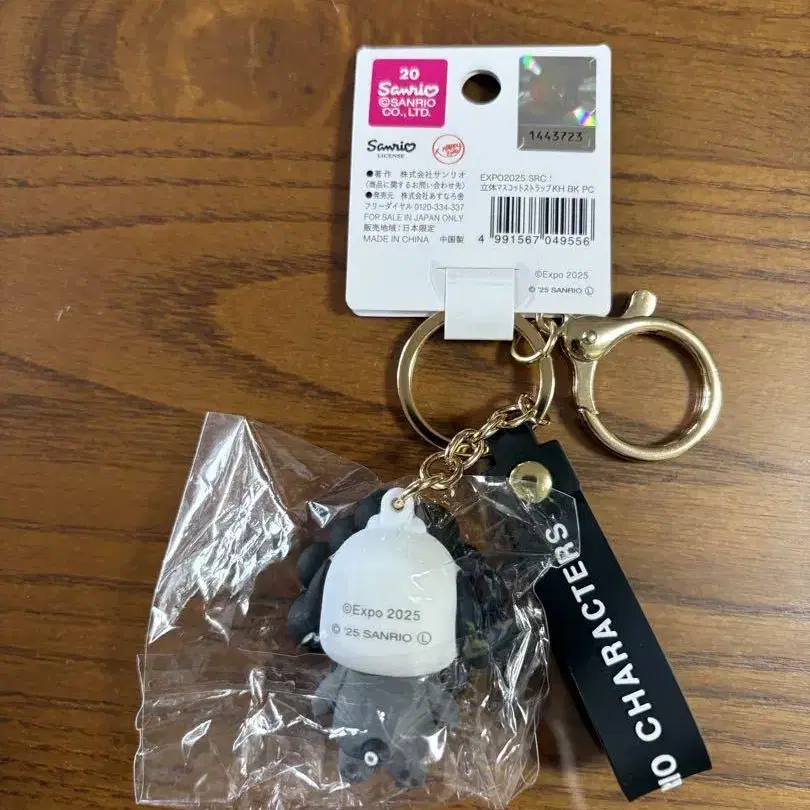 20
Sanrio
©SANRIO
CO.,LTD.
1443723
Sanrio
LICENSE
●著作 株式会社サンリオ
(商品に関するお問い合わせ先)
●発売元 株式会社あすなろ舎
フリーダイヤル 0120-334-337
FOR SALE IN JAPAN ONLY
販売地域:日本限定
MADE IN CHINA 中国製
EXPO2025 SRC
立体マスコットストラップKH BK PC
4 991567 049556
©Expo 2025
© '25 SANRIO Ⓛ
©Expo 2025
© '25 SANRIO Ⓛ
IO CHARACTERS